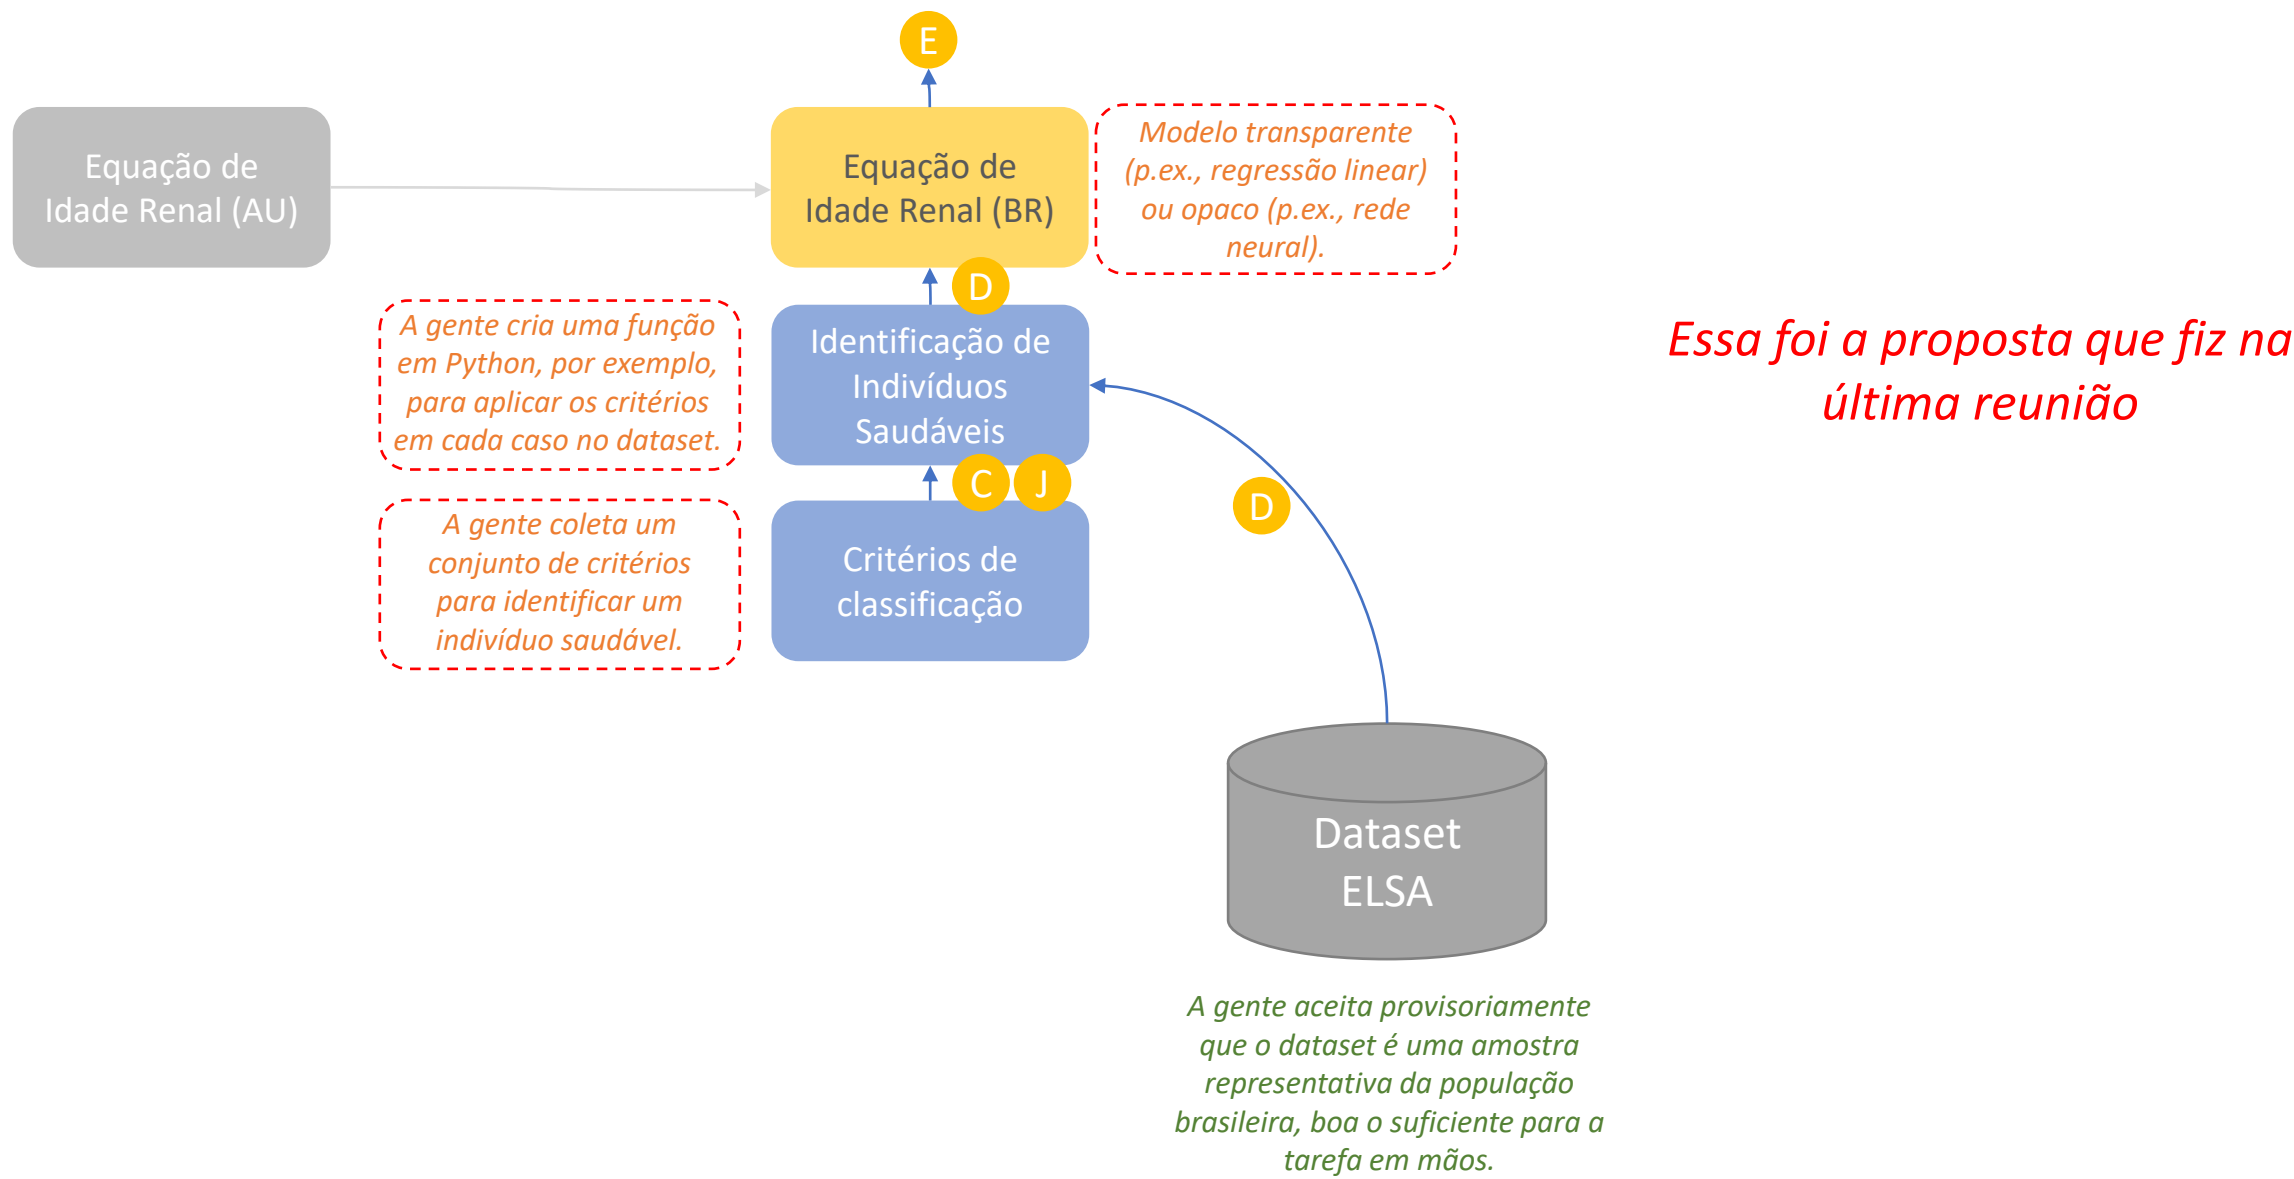 E
Equação de
Idade Renal (AU)
Equação de
Idade Renal (BR)
Modelo transparente
(p.ex., regressão linear)
ou opaco (p.ex., rede
neural).
D
A gente cria uma função
em Python, por exemplo,
para aplicar os critérios
em cada caso no dataset.
Identificação de
Indivíduos
Saudáveis
Essa foi a proposta que fiz na
última reunião
C
J
D
A gente coleta um
conjunto de critérios
para identificar um
indivíduo saudável.
Critérios de
classificação
Dataset
ELSA
A gente aceita provisoriamente
que o dataset é uma amostra
representativa da população
brasileira, boa o suficiente para a
tarefa em mãos.